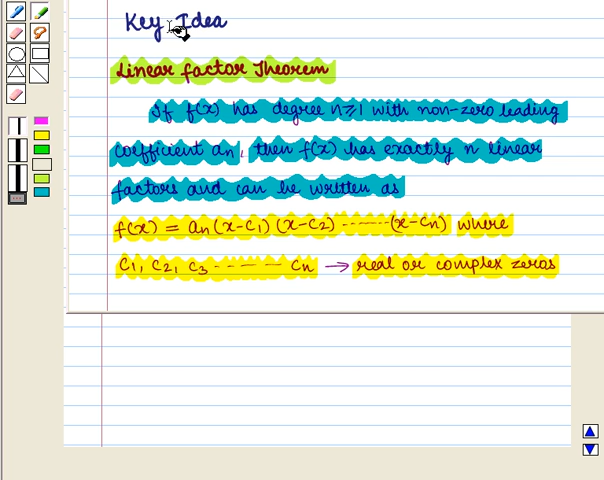 Key Idea
Linear factor Theorem
If f(x) has degree n≥1 with non-zero leading
coefficient an, then f(x) has exactly n linear
factors and can be written as
f(x) = an (x-c1) (x-c2) ------- (x-cn) where
c1, c2, c3 ------- cn → real or complex zeros